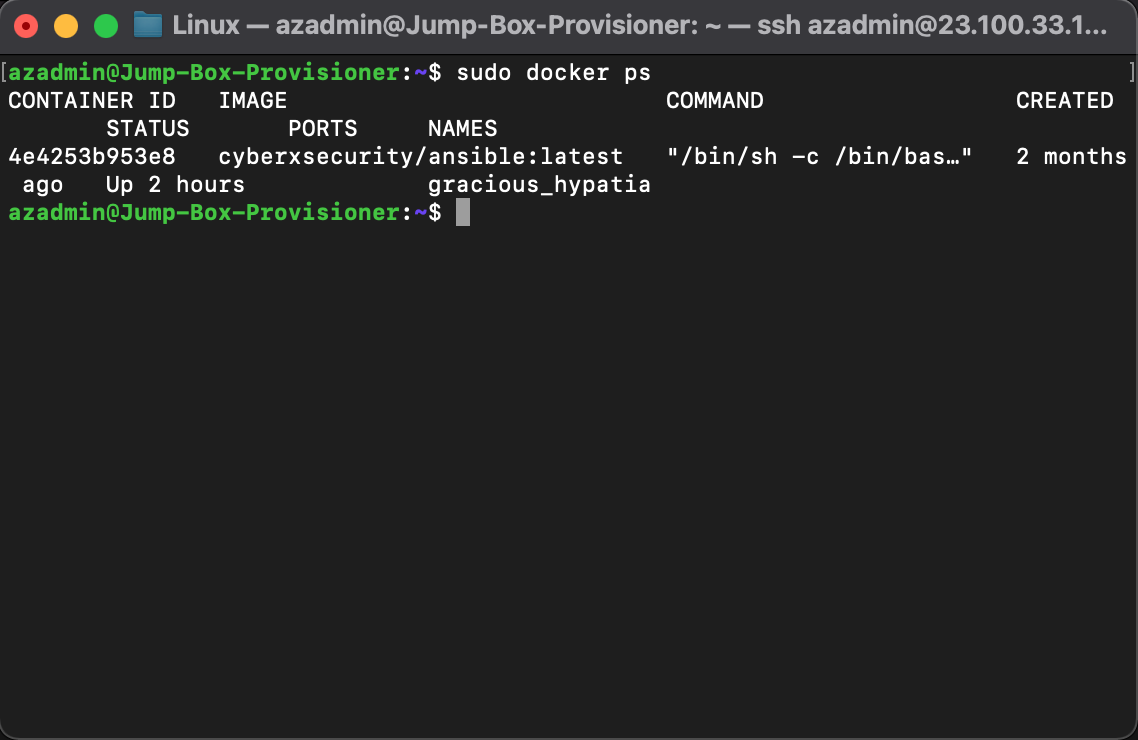 Linux — azadmin@Jump-Box-Provisioner: ~ — ssh azadmin@23.100.33.1...
[azadmin@Jump-Box-Provisioner:~$ sudo docker ps ]
CONTAINER ID   IMAGE                           COMMAND                  CREATED
       STATUS       PORTS     NAMES
4e4253b953e8   cyberxsecurity/ansible:latest   "/bin/sh -c /bin/bas…"   2 months
 ago   Up 2 hours             gracious_hypatia
azadmin@Jump-Box-Provisioner:~$